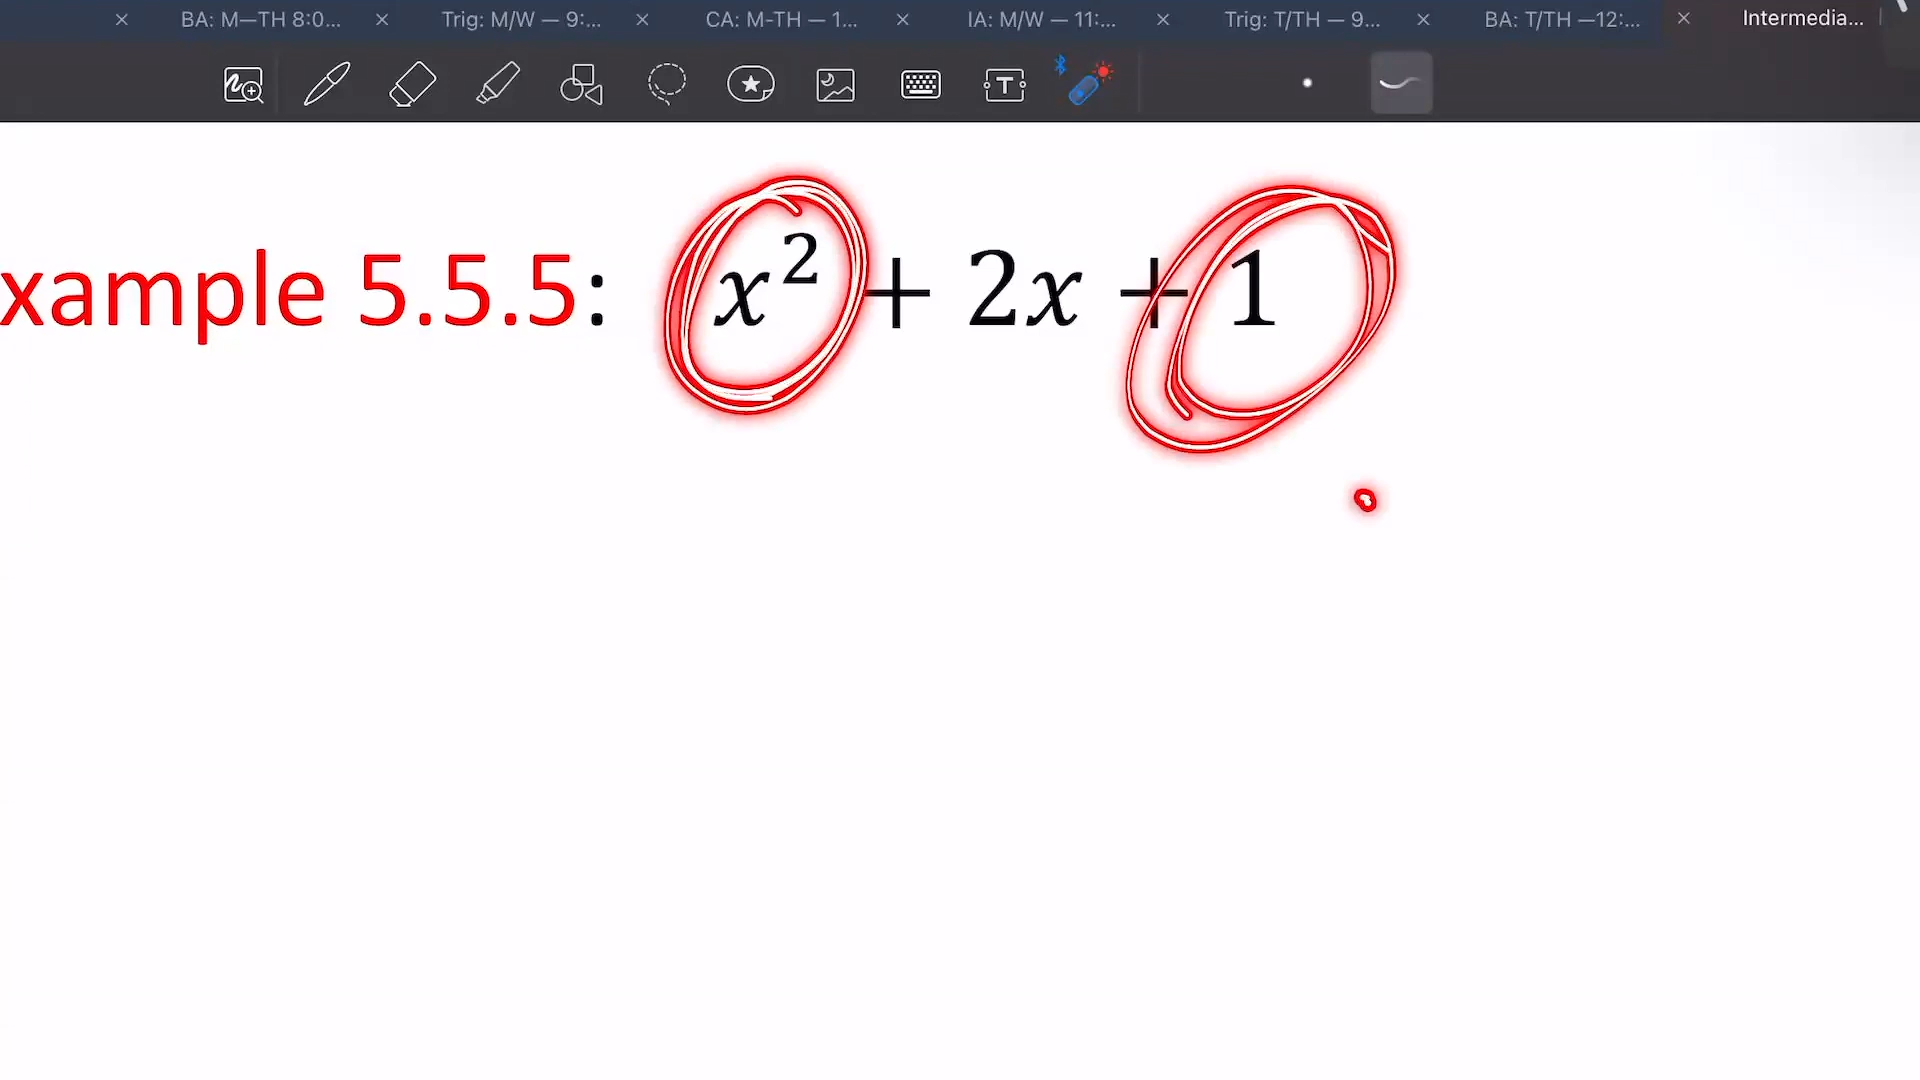 BA: M—TH 8:0... Trig: M/W — 9:... CA: M-TH — 1... IA: M/W — 11:... Trig: T/TH — 9... BA: T/TH —12:... Intermedia...
xample 5.5.5: x² + 2x + 1